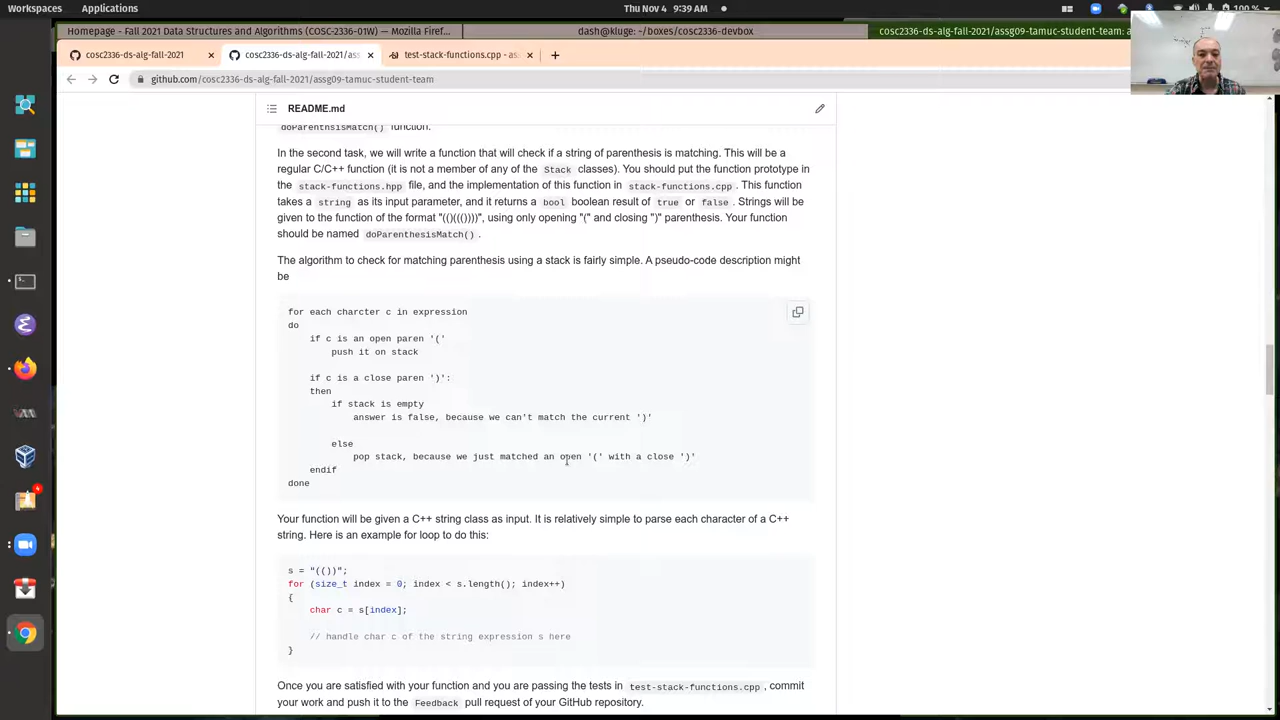 Workspaces Applications Thu Nov 4 9:39 AM 100 %
Homepage - Fall 2021 Data Structures and Algorithms (COSC-2336-01W) — Mozilla Firef... dash@kluge: ~/boxes/cosc2336-devbox cosc2336-ds-alg-fall-2021/assg09-tamuc-student-team:
cosc2336-ds-alg-fall-2021 cosc2336-ds-alg-fall-2021/ass test-stack-functions.cpp - as
github.com/cosc2336-ds-alg-fall-2021/assg09-tamuc-student-team
README.md
doParenthsisMatch() function.
In the second task, we will write a function that will check if a string of parenthesis is matching. This will be a
regular C/C++ function (it is not a member of any of the Stack classes). You should put the function prototype in
the stack-functions.hpp file, and the implementation of this function in stack-functions.cpp . This function
takes a string as its input parameter, and it returns a bool boolean result of true or false . Strings will be
given to the function of the format "(()((())))", using only opening "(" and closing ")" parenthesis. Your function
should be named doParenthesisMatch() .
The algorithm to check for matching parenthesis using a stack is fairly simple. A pseudo-code description might
be
for each charcter c in expression
do
if c is an open paren '('
push it on stack
if c is a close paren ')':
then
if stack is empty
answer is false, because we can't match the current ')'
else
pop stack, because we just matched an open '(' with a close ')'
endif
done
Your function will be given a C++ string class as input. It is relatively simple to parse each character of a C++
string. Here is an example for loop to do this:
s = "(())";
for (size_t index = 0; index < s.length(); index++)
{
char c = s[index];
// handle char c of the string expression s here
}
Once you are satisfied with your function and you are passing the tests in test-stack-functions.cpp , commit
your work and push it to the Feedback pull request of your GitHub repository.
4